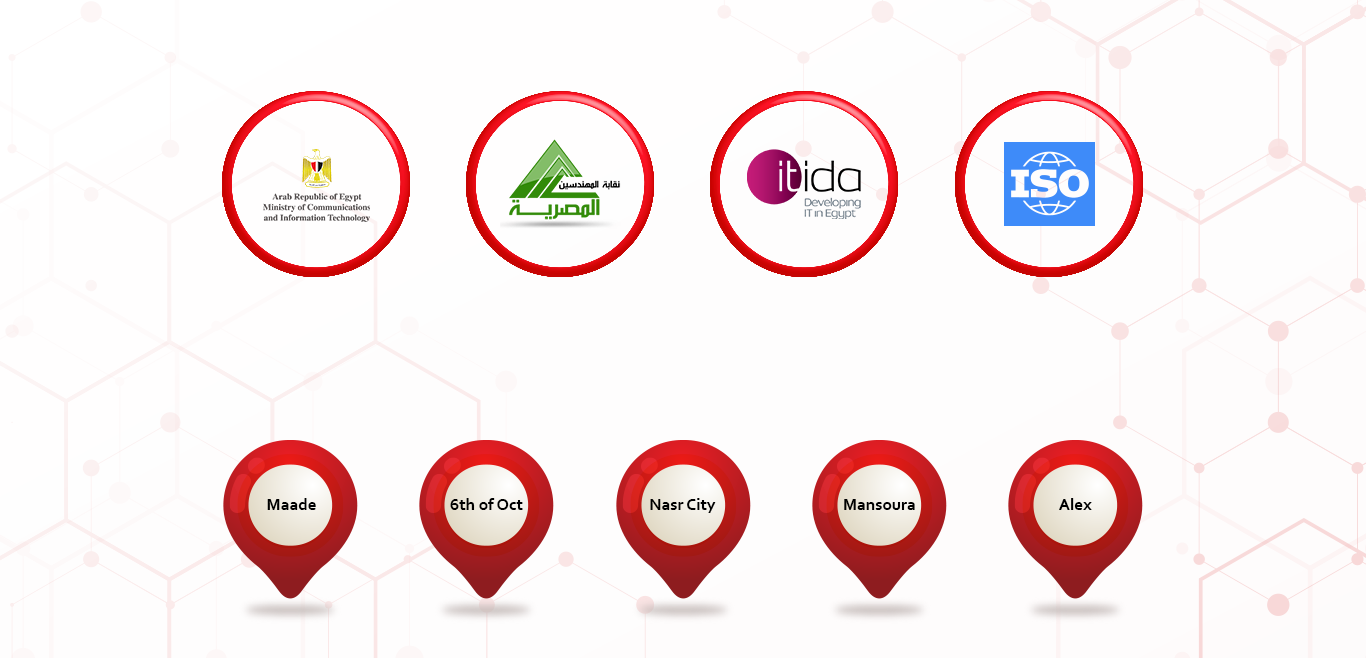 Arab Republic of Egypt
Ministry of Communications
and Information Technology
نقابة المهندسين
المصرية
itida
Developing
IT in Egypt
ISO
Maade
6th of Oct
Nasr City
Mansoura
Alex